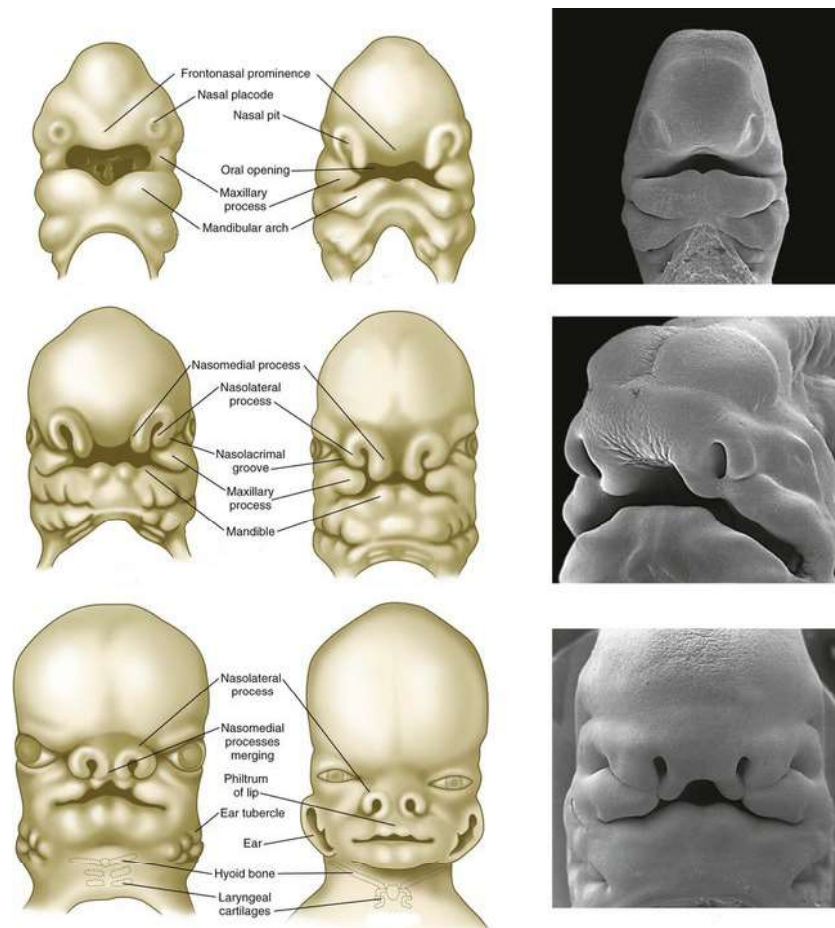 Frontonasal prominence
Nasal placode
Nasal pit
Oral opening
Maxillary
process
Mandibular arch
Nasomedial process
Nasolateral
process
Nasolacrimal
groove
Maxillary
process
Mandible
Nasolateral
process
Nasomedial
processes
merging
Philtrum
of lip
Ear tubercle
Ear
Hyoid bone
Laryngeal
cartilages